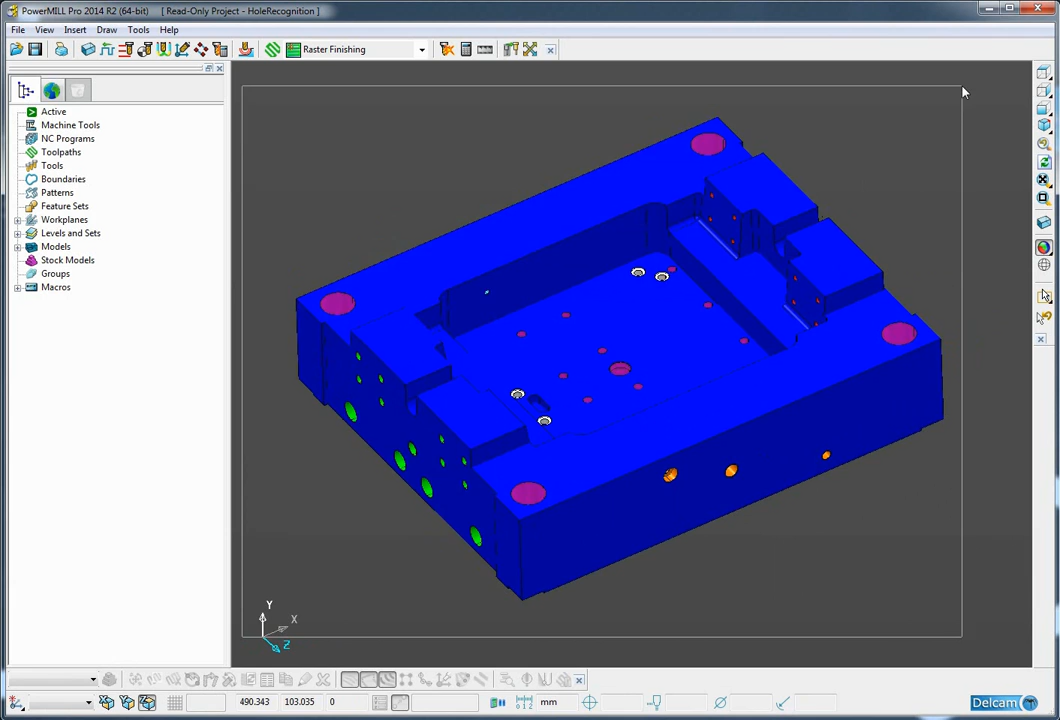 PowerMILL Pro 2014 R2 (64-bit) [ Read-Only Project - HoleRecognition ]
File View Insert Draw Tools Help
Raster Finishing
Active
Machine Tools
NC Programs
Toolpaths
Tools
Boundaries
Patterns
Feature Sets
Workplanes
Levels and Sets
Models
Stock Models
Groups
Macros
Y
X
Z
490.343 103.035 0 mm Delcam